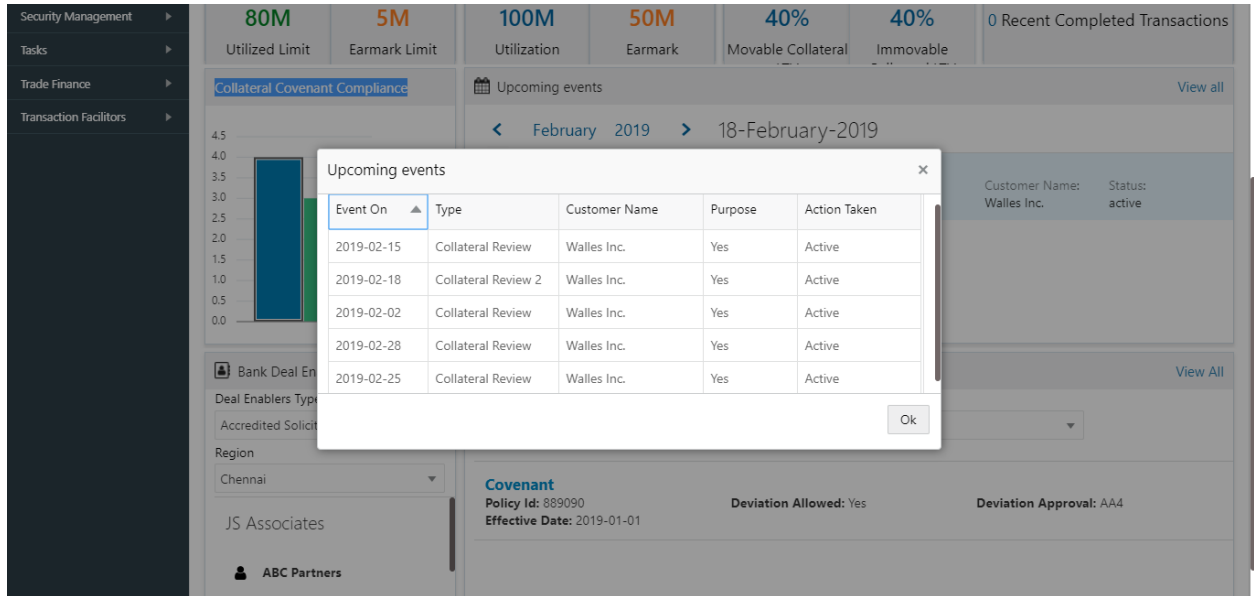 Security Management
Tasks
Trade Finance
Transaction Facilitors
80M
Utilized Limit
5M
Earmark Limit
100M
Utilization
50M
Earmark
40%
Movable Collateral
40%
Immovable
0 Recent Completed Transactions
Collateral Covenant Compliance
4.5
4.0
3.5
3.0
2.5
2.0
1.5
1.0
0.5
0.0
Upcoming events View all
February 2019 18-February-2019
Customer Name: Status:
Walles Inc. active
Upcoming events ×
Event On Type Customer Name Purpose Action Taken
2019-02-15 Collateral Review Walles Inc. Yes Active
2019-02-18 Collateral Review 2 Walles Inc. Yes Active
2019-02-02 Collateral Review Walles Inc. Yes Active
2019-02-28 Collateral Review Walles Inc. Yes Active
2019-02-25 Collateral Review Walles Inc. Yes Active
Ok
Bank Deal En
Deal Enablers Type
Accredited Solicit
Region
Chennai
JS Associates
ABC Partners
View All
Covenant
Policy Id: 889090 Deviation Allowed: Yes Deviation Approval: AA4
Effective Date: 2019-01-01